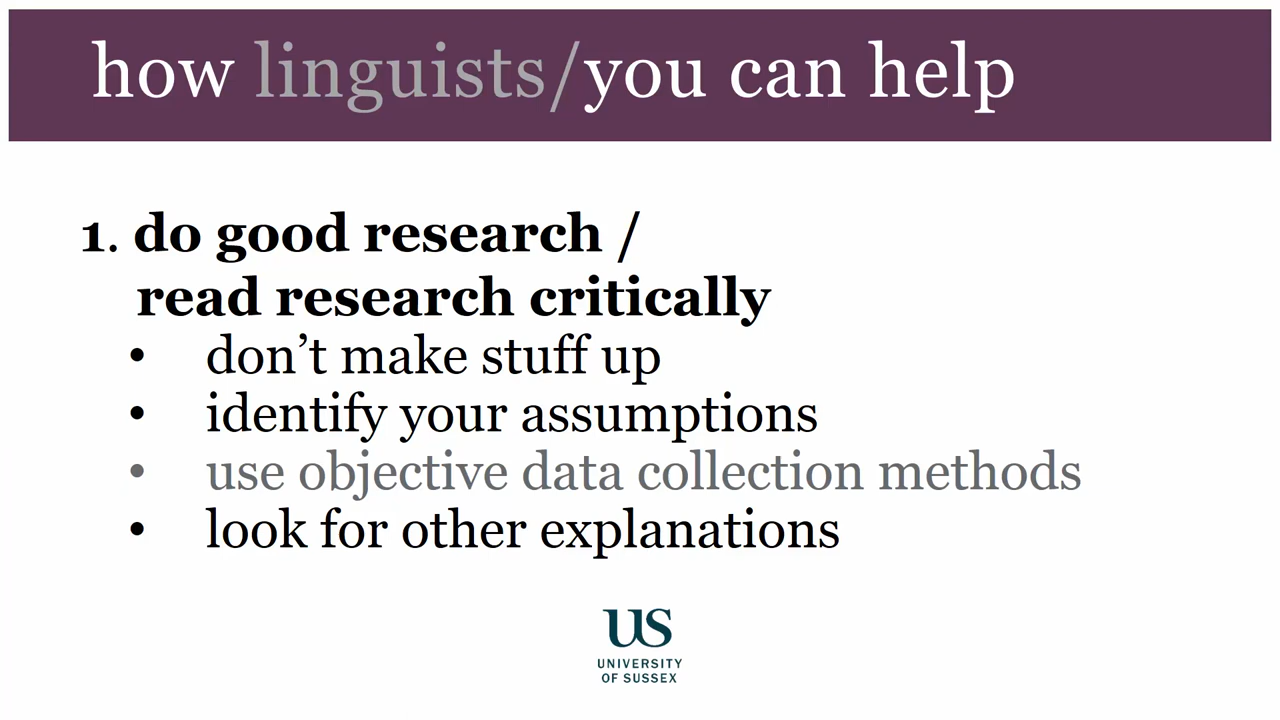 how linguists/you can help
1. do good research /
read research critically
• don’t make stuff up
• identify your assumptions
• use objective data collection methods
• look for other explanations
US
UNIVERSITY
OF SUSSEX